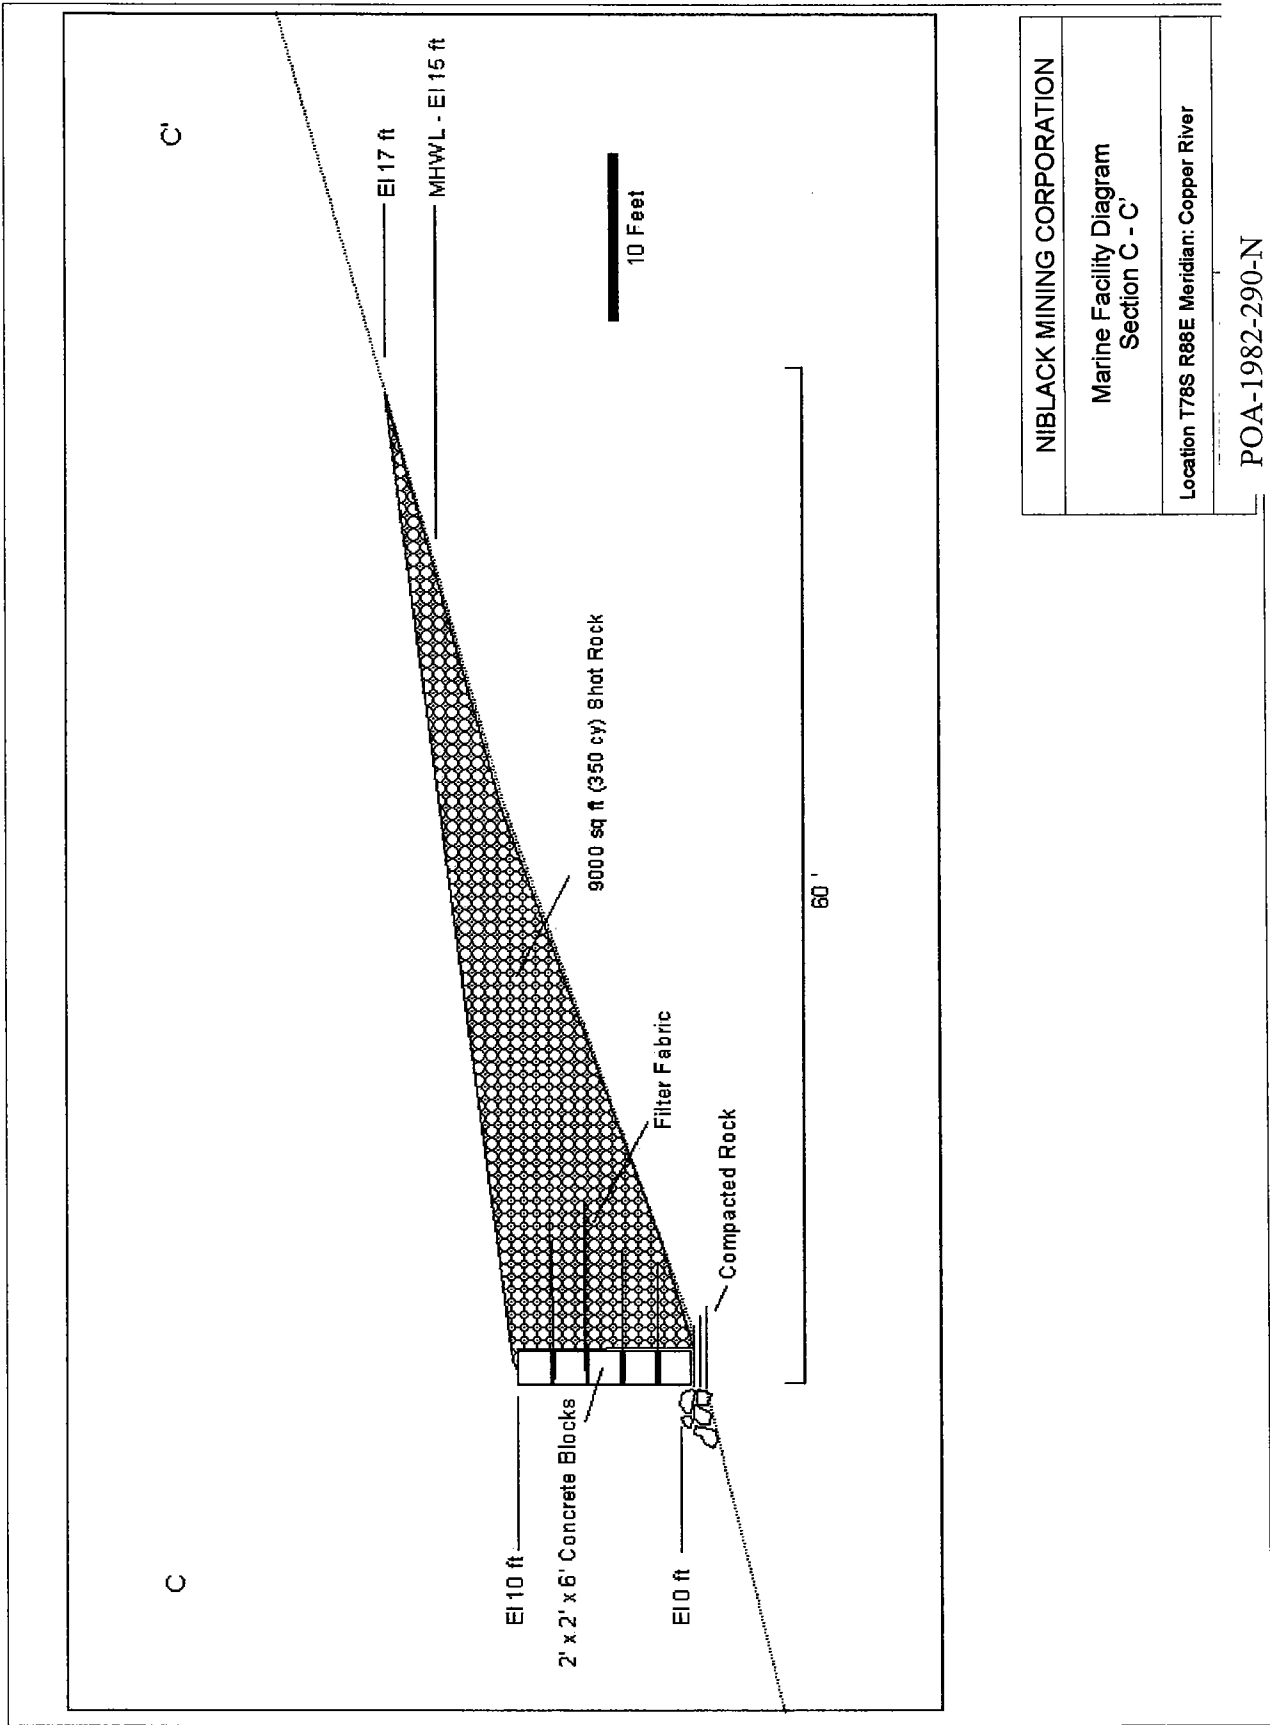 C
C'
El 17 ft
MHWL - El 15 ft
10 Feet
9000 sq ft (350 cy) Shot Rock
Filter Fabric
Compacted Rock
El 10 ft
2' x 2' x 6' Concrete Blocks
El 0 ft
60 '
NIBLACK MINING CORPORATION
Marine Facility Diagram
Section C - C'
Location T78S R88E Meridian: Copper River
POA-1982-290-N